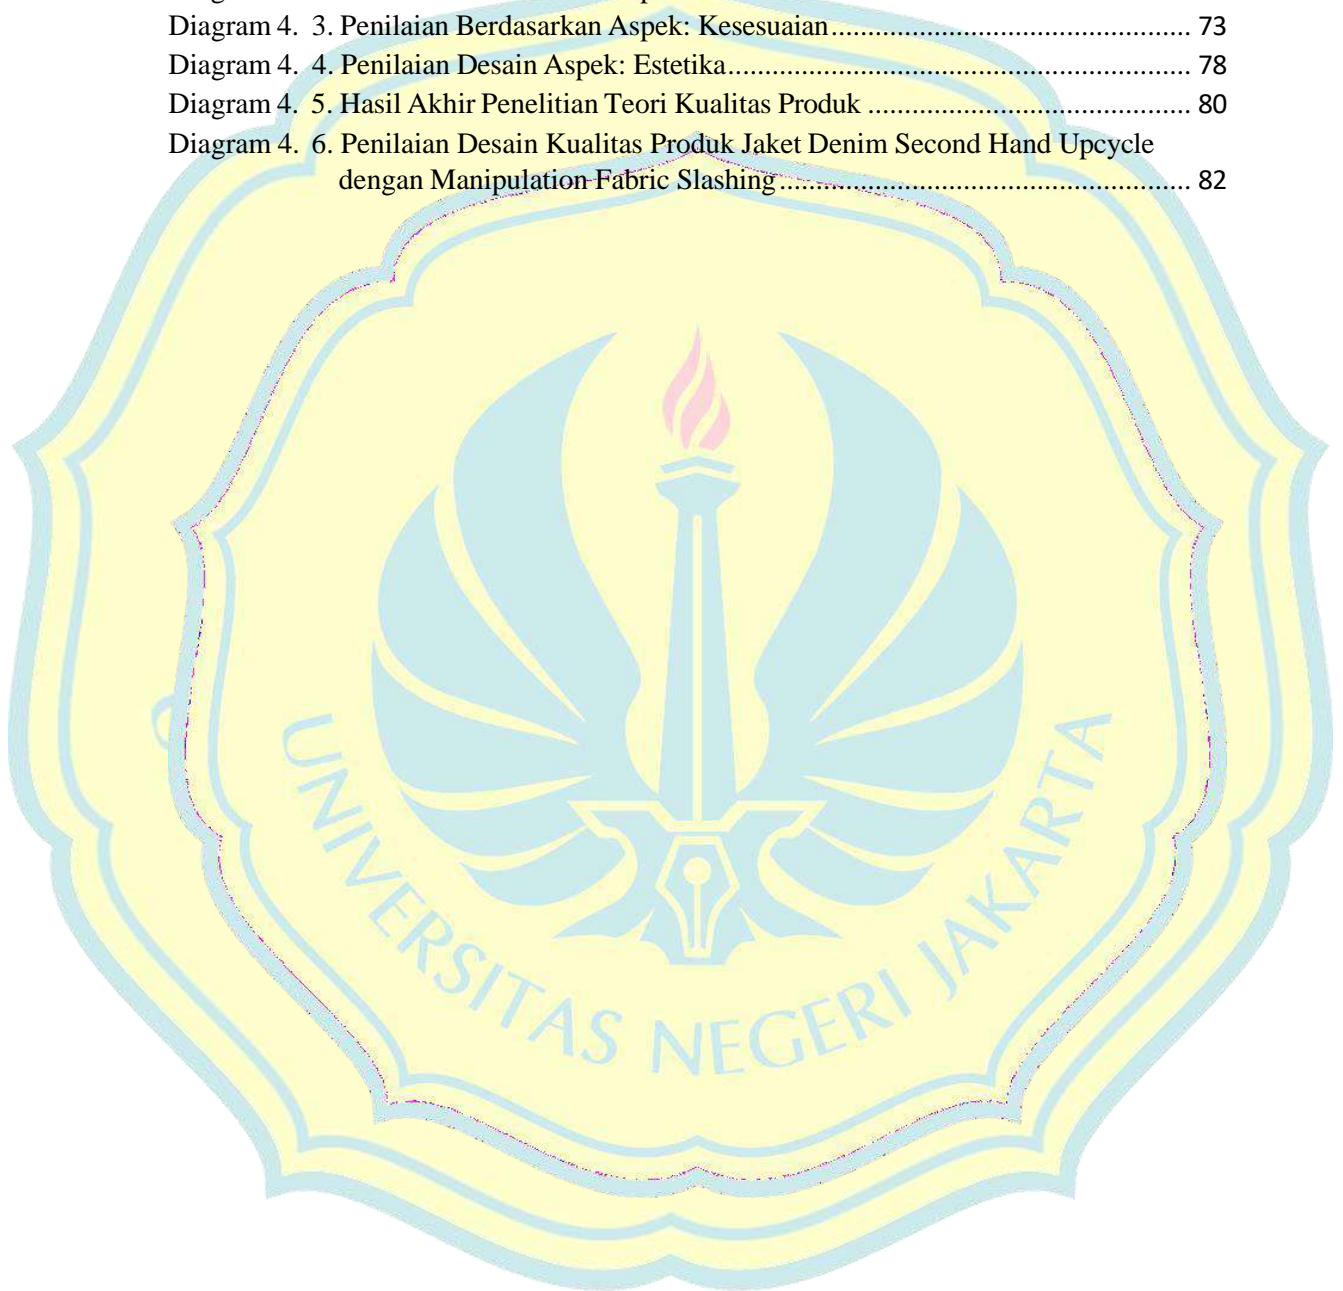 Diagram 4. 3. Penilaian Berdasarkan Aspek: Kesesuaian.......................................................... 73
Diagram 4. 4. Penilaian Desain Aspek: Estetika.......................................................................... 78
Diagram 4. 5. Hasil Akhir Penelitian Teori Kualitas Produk .................................................... 80
Diagram 4. 6. Penilaian Desain Kualitas Produk Jaket Denim Second Hand Upcycle
dengan Manipulation Fabric Slashing .................................................................. 82
UNIVERSITAS NEGERI JAKARTA